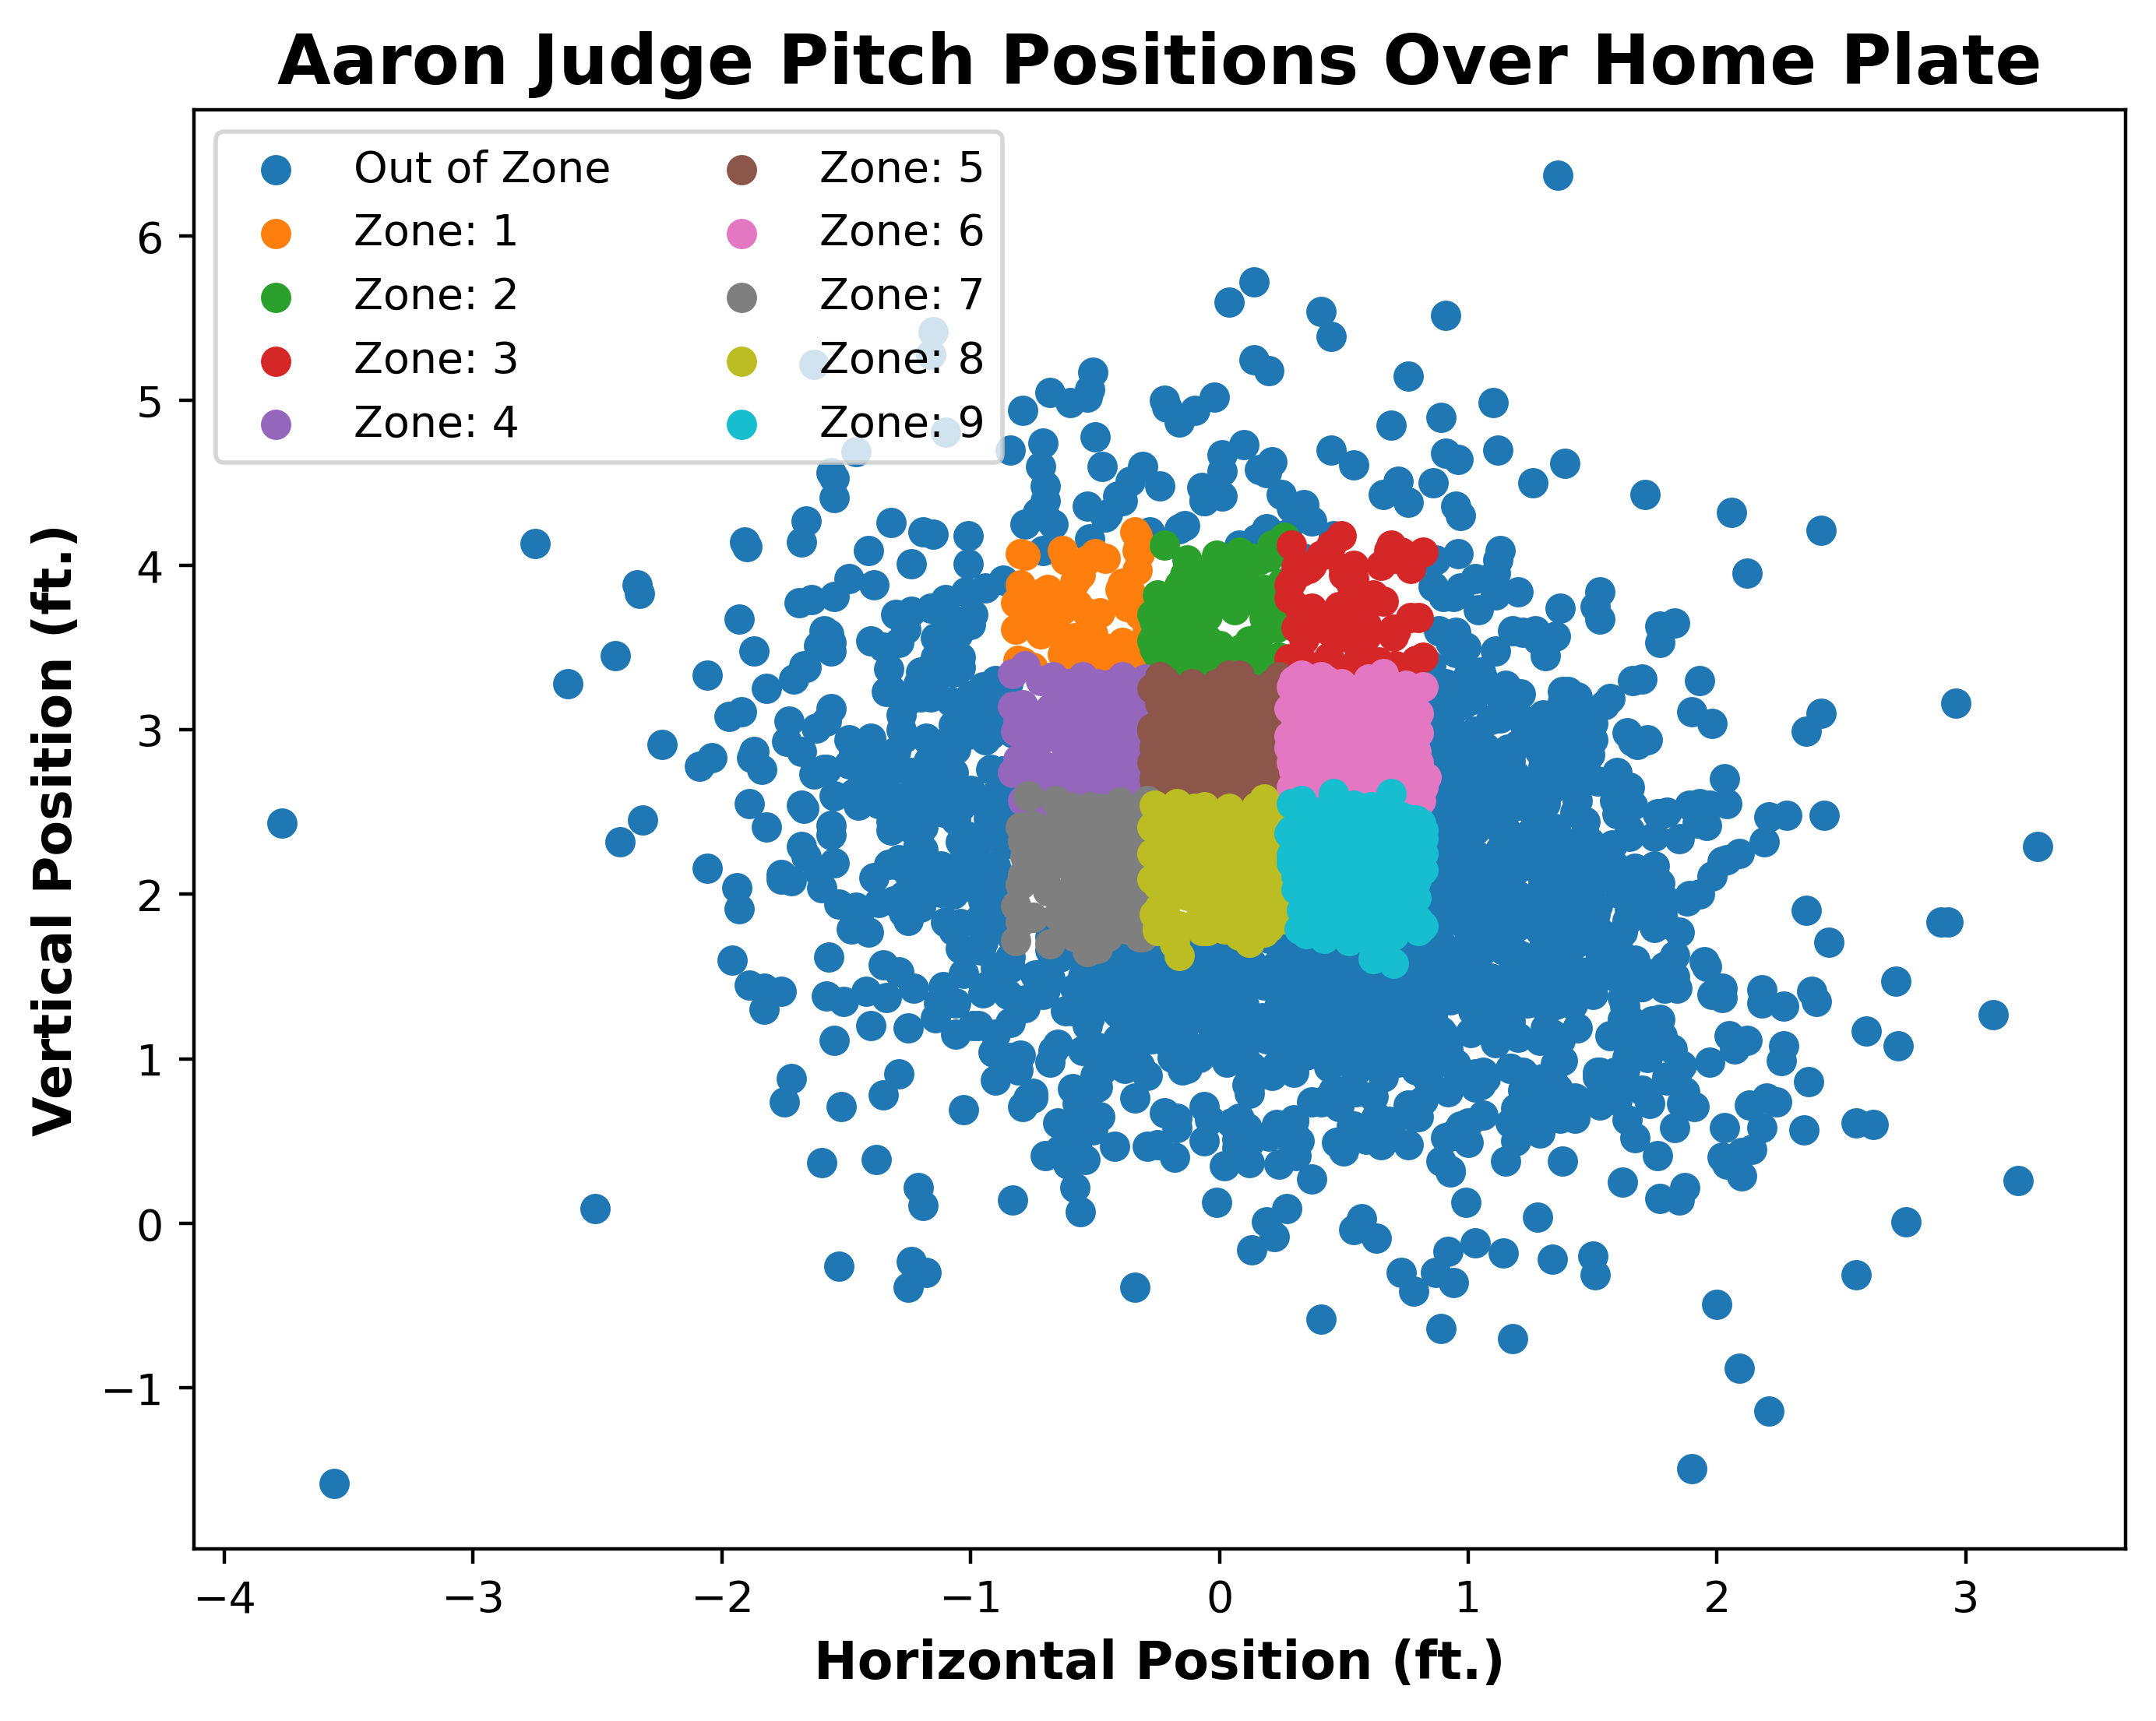 Aaron Judge Pitch Positions Over Home Plate
Out of Zone
Zone: 1
Zone: 2
Zone: 3
Zone: 4
Zone: 5
Zone: 6
Zone: 7
Zone: 8
Zone: 9
Vertical Position (ft.)
6
5
4
3
2
1
0
−1
−4
−3
−2
−1
0
1
2
3
Horizontal Position (ft.)